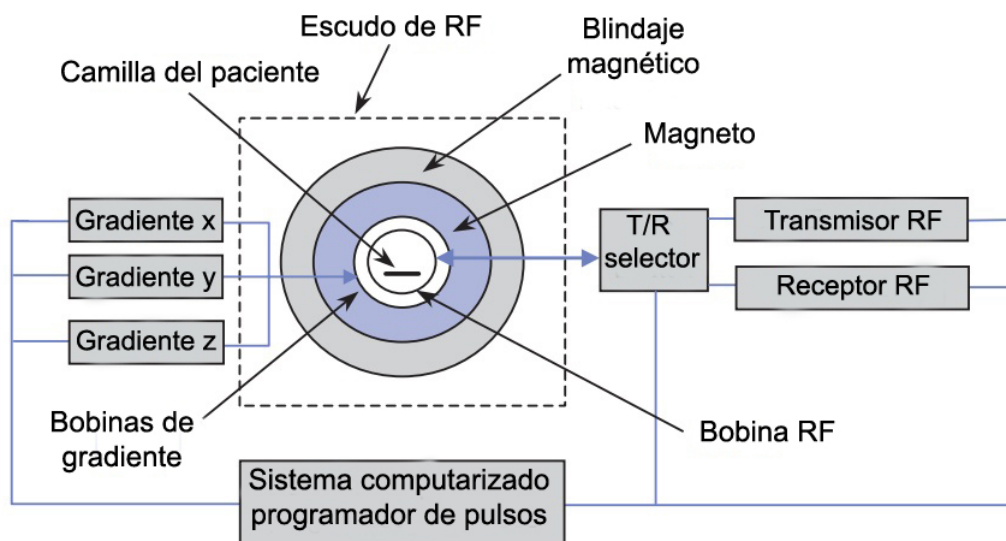 Escudo de RF
Blindaje
magnético
Camilla del paciente
Magneto
Gradiente x
Gradiente y
Gradiente z
T/R
selector
Transmisor RF
Receptor RF
Bobinas de
gradiente
Bobina RF
Sistema computarizado
programador de pulsos